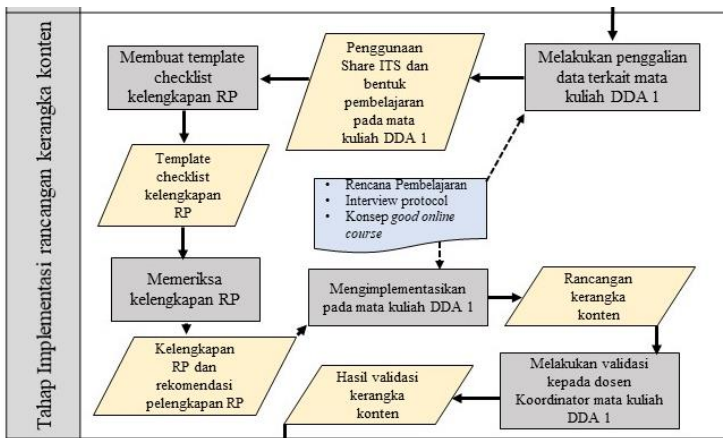 Tahap Implementasi rancangan kerangka konten
Melakukan penggalian
data terkait mata
kuliah DDA 1
Penggunaan
Share ITS dan
bentuk
pembelajaran
pada mata
kuliah DDA 1
Membuat template
checklist
kelengkapan RP
Template
checklist
kelengkapan
RP
• Rencana Pembelajaran
• Interview protocol
• Konsep good online
course
Memeriksa
kelengkapan RP
Kelengkapan
RP dan
rekomendasi
pelengkapan RP
Mengimplementasikan
pada mata kuliah DDA 1
Rancangan
kerangka
konten
Melakukan validasi
kepada dosen
Koordinator mata kuliah
DDA 1
Hasil validasi
kerangka
konten